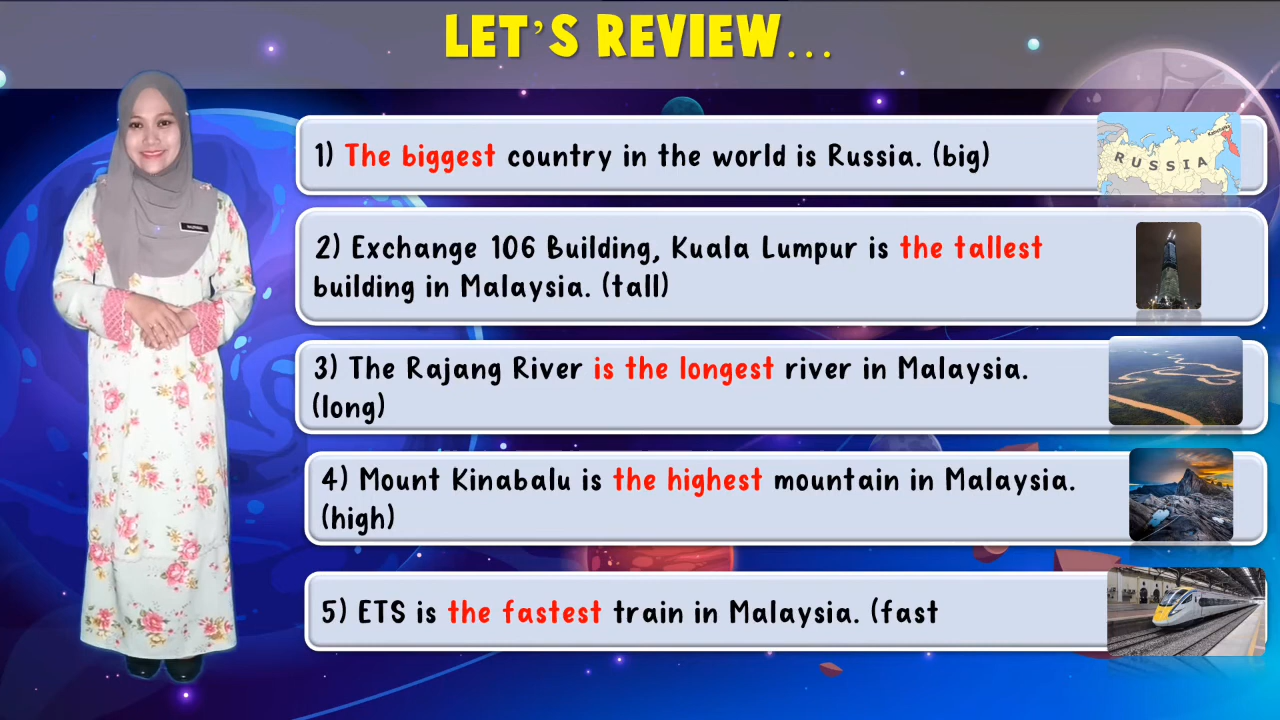 LET'S REVIEW...
1) The biggest country in the world is Russia. (big)
RUSSIA
2) Exchange 106 Building, Kuala Lumpur is the tallest
building in Malaysia. (tall)
3) The Rajang River is the longest river in Malaysia.
(long)
4) Mount Kinabalu is the highest mountain in Malaysia.
(high)
5) ETS is the fastest train in Malaysia. (fast